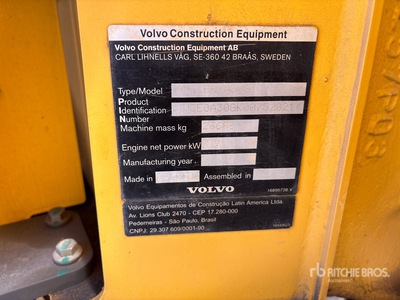 Volvo Construction Equipment
Volvo Construction Equipment AB
CARL LIHNELLS VÄG, SE-360 42 BRAÅS, SWEDEN
Type/Model
Product
Identification
Number
Machine mass kg
Engine net power kW
Manufacturing year
Made in
Assembled in
VOLVO
Volvo Equipamentos de Construção Latin America Ltda.
Av. Lions Club 2470 - CEP 17.280-000
Pederneiras - São Paulo, Brasil
CNPJ: 29.307.609/0001-90
rb RITCHIE BROS.